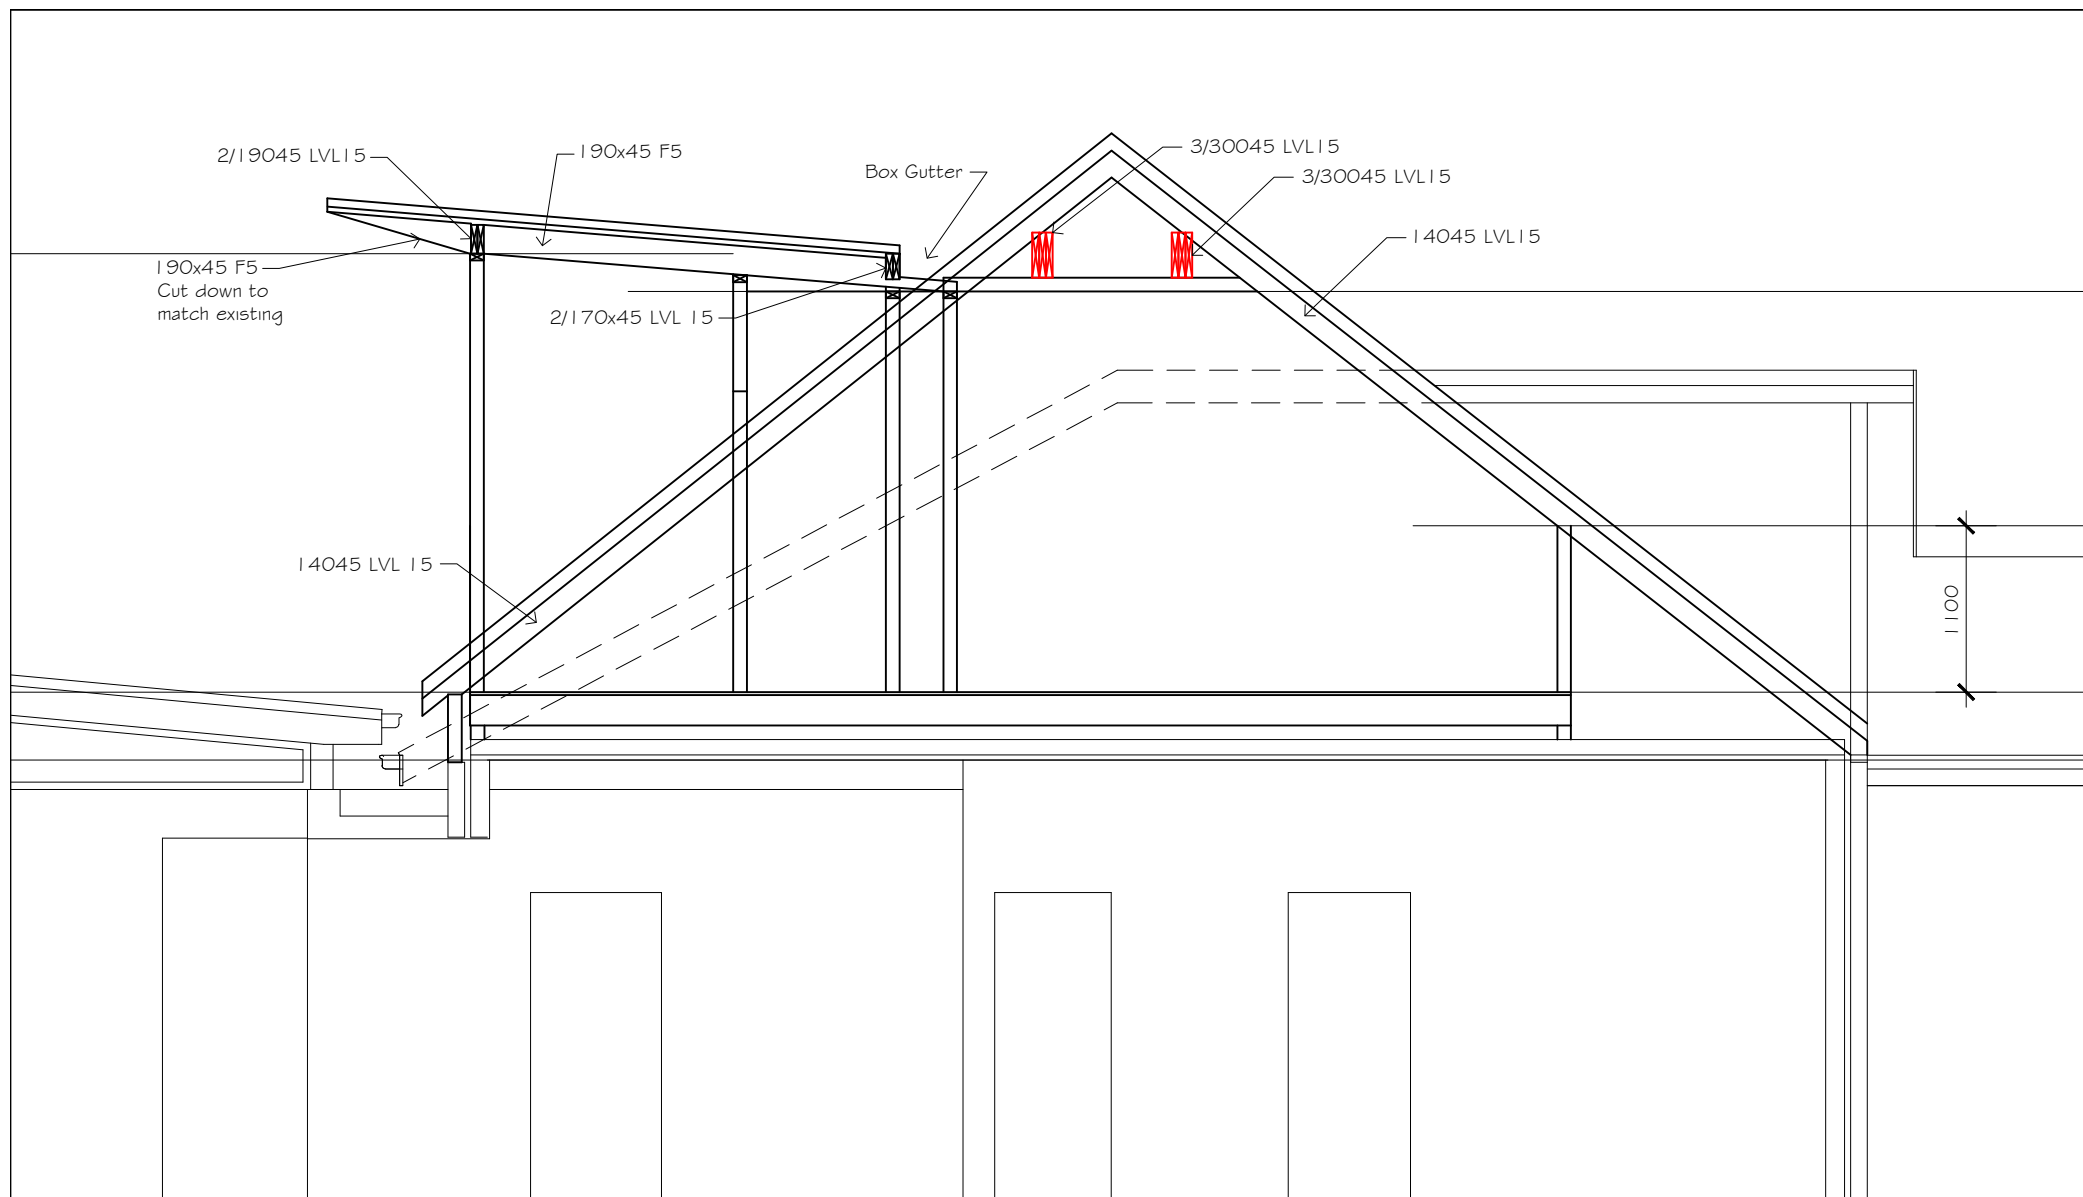 2/19045 LVL15
190x45 F5
Box Gutter
3/30045 LVL15
3/30045 LVL15
14045 LVL15
190x45 F5
Cut down to
match existing
2/170x45 LVL 15
14045 LVL 15
1100